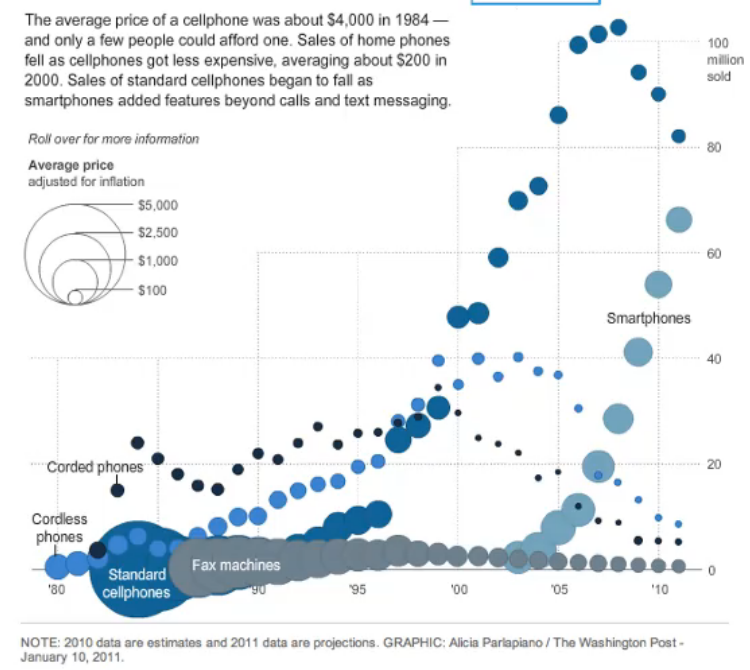 The average price of a cellphone was about $4,000 in 1984 —
and only a few people could afford one. Sales of home phones
fell as cellphones got less expensive, averaging about $200 in
2000. Sales of standard cellphones began to fall as
smartphones added features beyond calls and text messaging.
100
million
sold
Roll over for more information
Average price
adjusted for inflation
$5,000
$2,500
$1,000
$100
80
60
Smartphones
40
Corded phones
20
Cordless
phones
Fax machines
Standard
cellphones
0
'80
'90
'95
'00
'05
'10
NOTE: 2010 data are estimates and 2011 data are projections. GRAPHIC: Alicia Parlapiano / The Washington Post -
January 10, 2011.